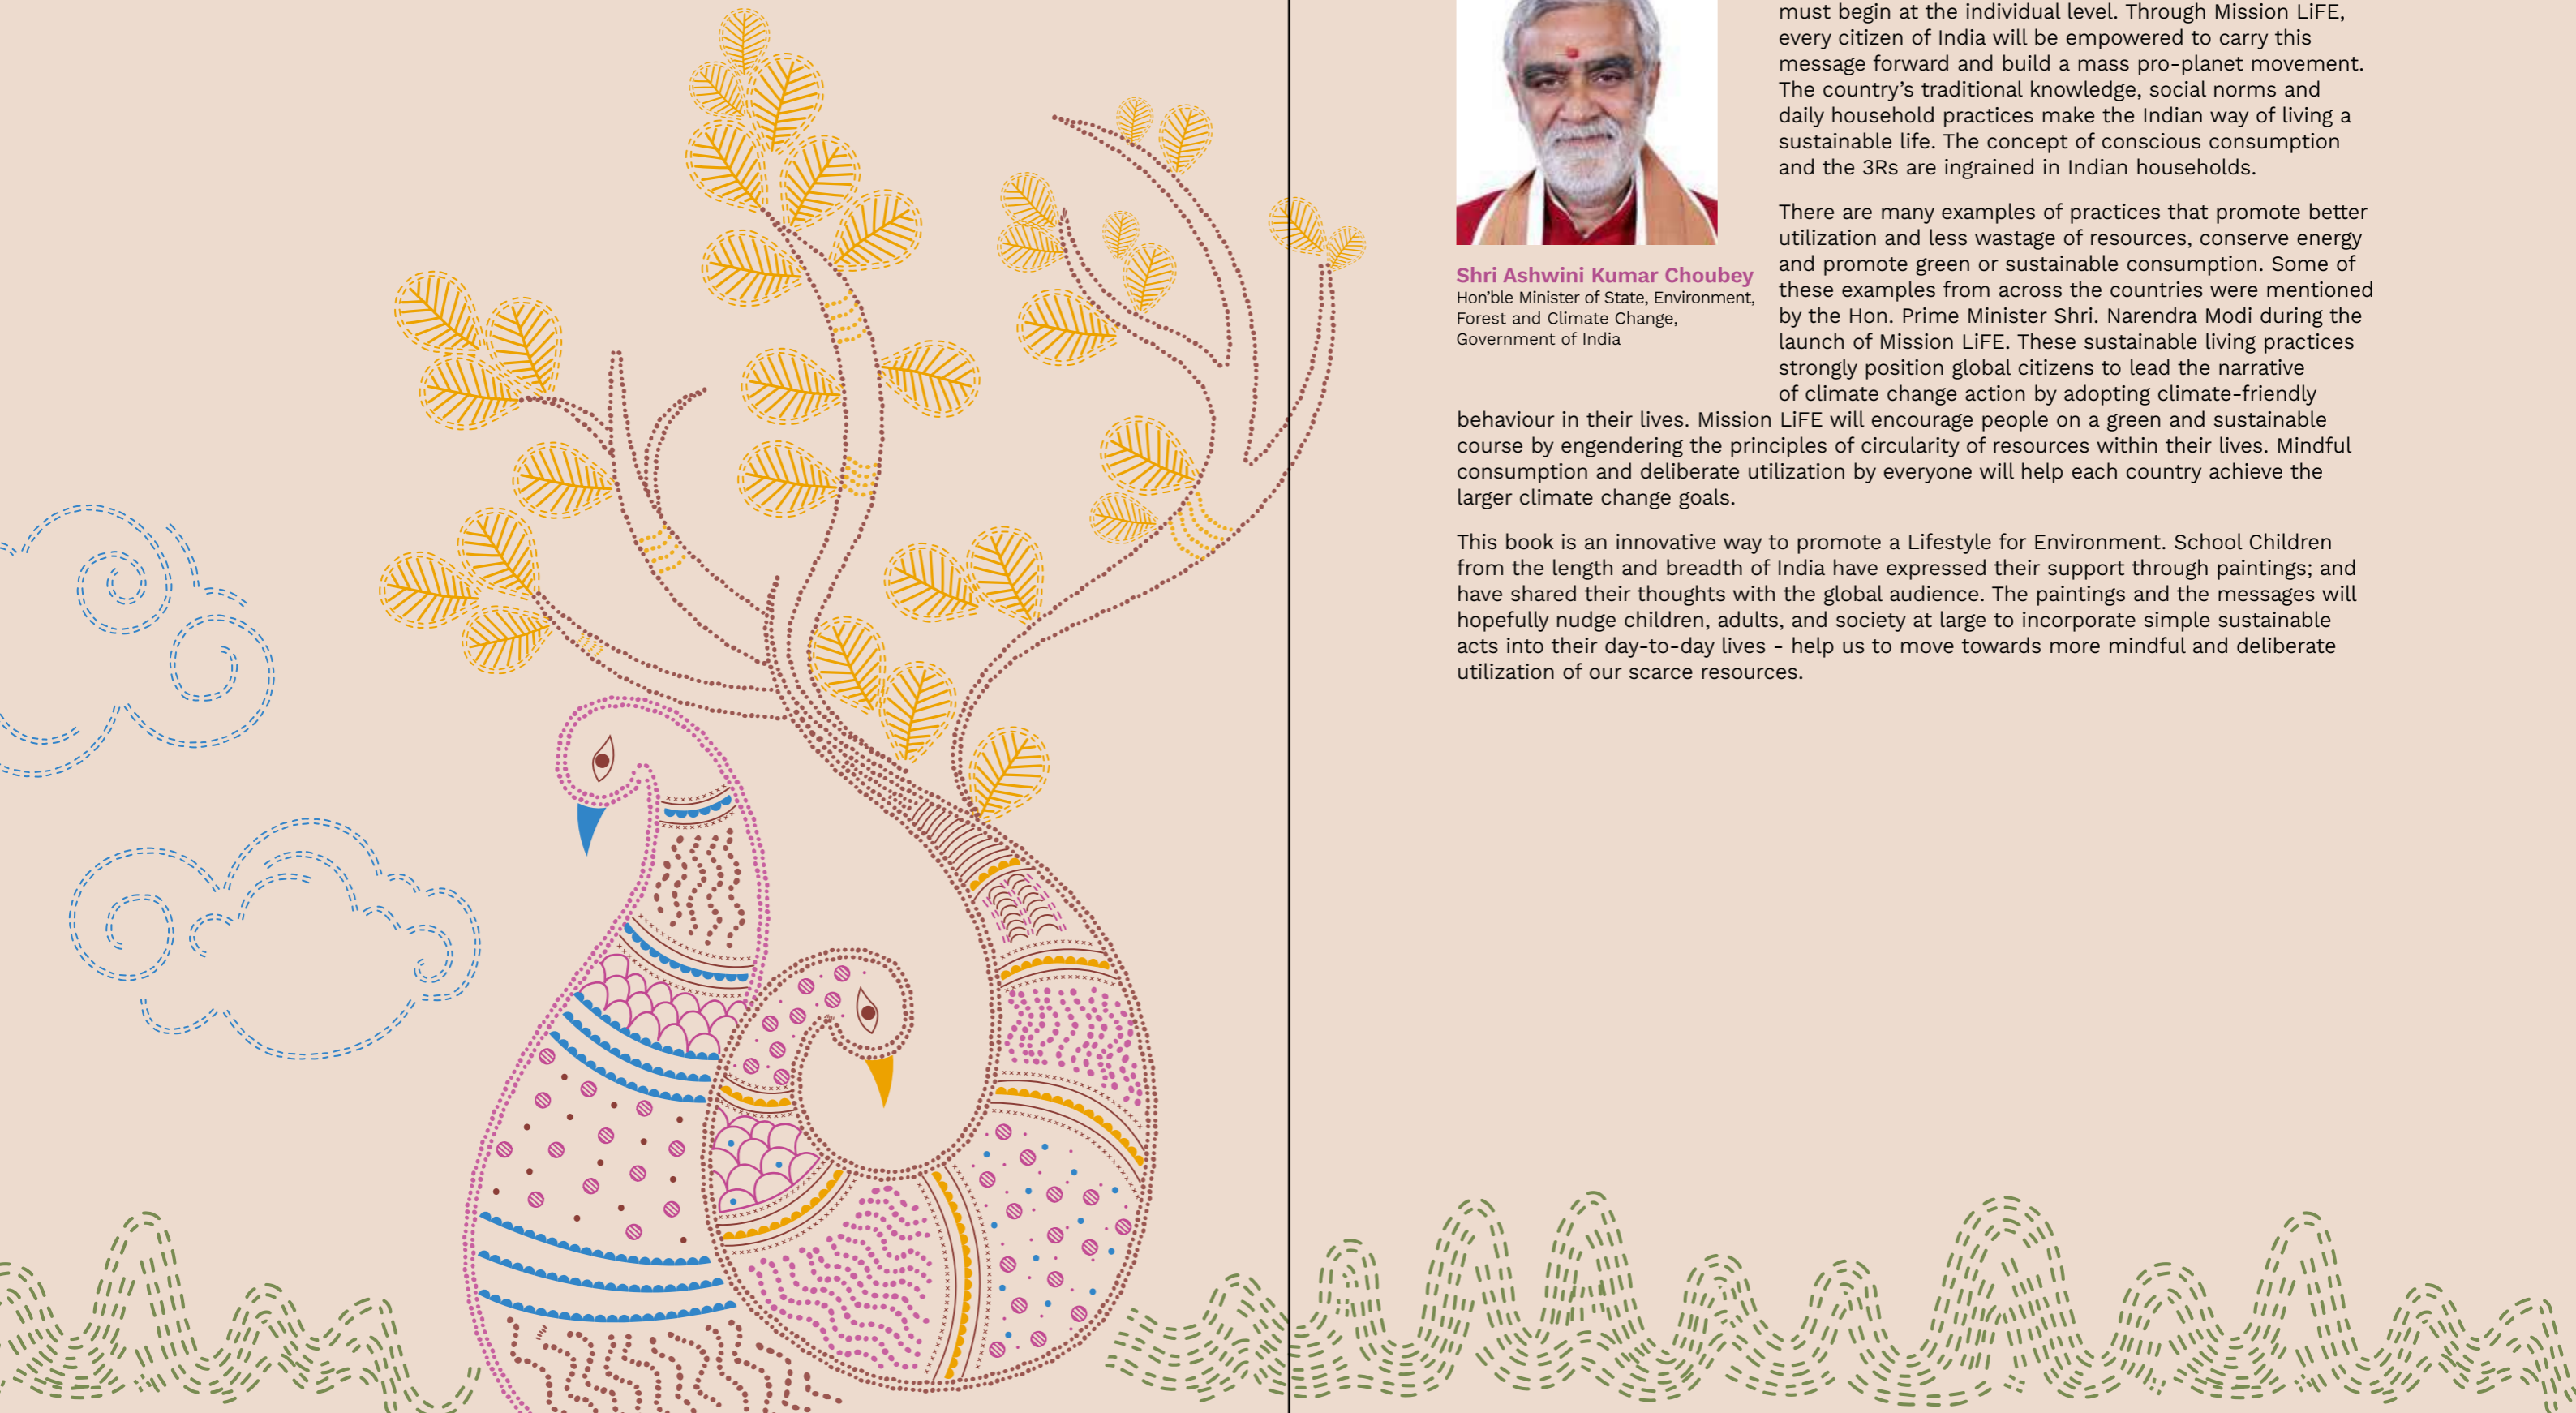 must begin at the individual level. Through Mission LiFE,
every citizen of India will be empowered to carry this
message forward and build a mass pro-planet movement.
The country's traditional knowledge, social norms and
daily household practices make the Indian way of living a
sustainable life. The concept of conscious consumption
and the 3Rs are ingrained in Indian households.
Shri Ashwini Kumar Choubey
Hon'ble Minister of State, Environment,
Forest and Climate Change,
Government of India
There are many examples of practices that promote better
utilization and less wastage of resources, conserve energy
and promote green or sustainable consumption. Some of
these examples from across the countries were mentioned
by the Hon. Prime Minister Shri. Narendra Modi during the
launch of Mission LiFE. These sustainable living practices
strongly position global citizens to lead the narrative
of climate change action by adopting climate-friendly
behaviour in their lives. Mission LiFE will encourage people on a green and sustainable
course by engendering the principles of circularity of resources within their lives. Mindful
consumption and deliberate utilization by everyone will help each country achieve the
larger climate change goals.
This book is an innovative way to promote a Lifestyle for Environment. School Children
from the length and breadth of India have expressed their support through paintings; and
have shared their thoughts with the global audience. The paintings and the messages will
hopefully nudge children, adults, and society at large to incorporate simple sustainable
acts into their day-to-day lives - help us to move towards more mindful and deliberate
utilization of our scarce resources.